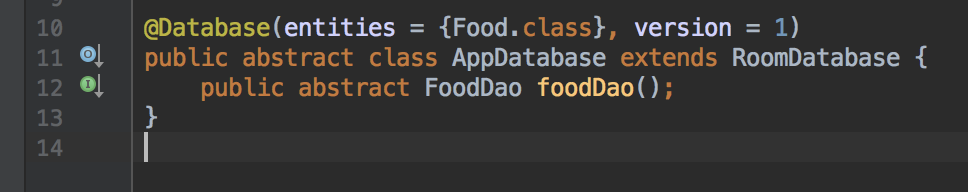 10 @Database(entities = {Food.class}, version = 1)
11 public abstract class AppDatabase extends RoomDatabase {
12 public abstract FoodDao foodDao();
13 }
14